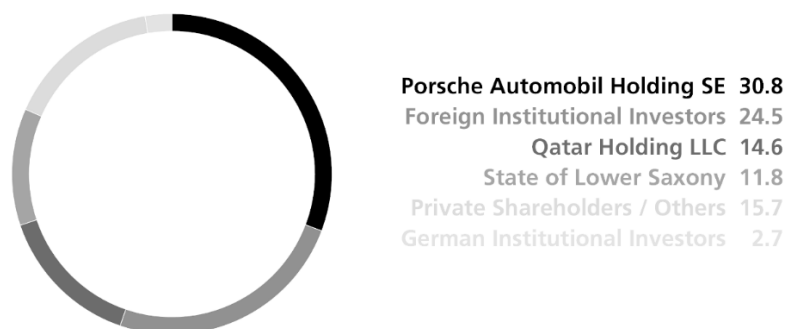 Porsche Automobil Holding SE 30.8
Foreign Institutional Investors 24.5
Qatar Holding LLC 14.6
State of Lower Saxony 11.8
Private Shareholders / Others 15.7
German Institutional Investors 2.7